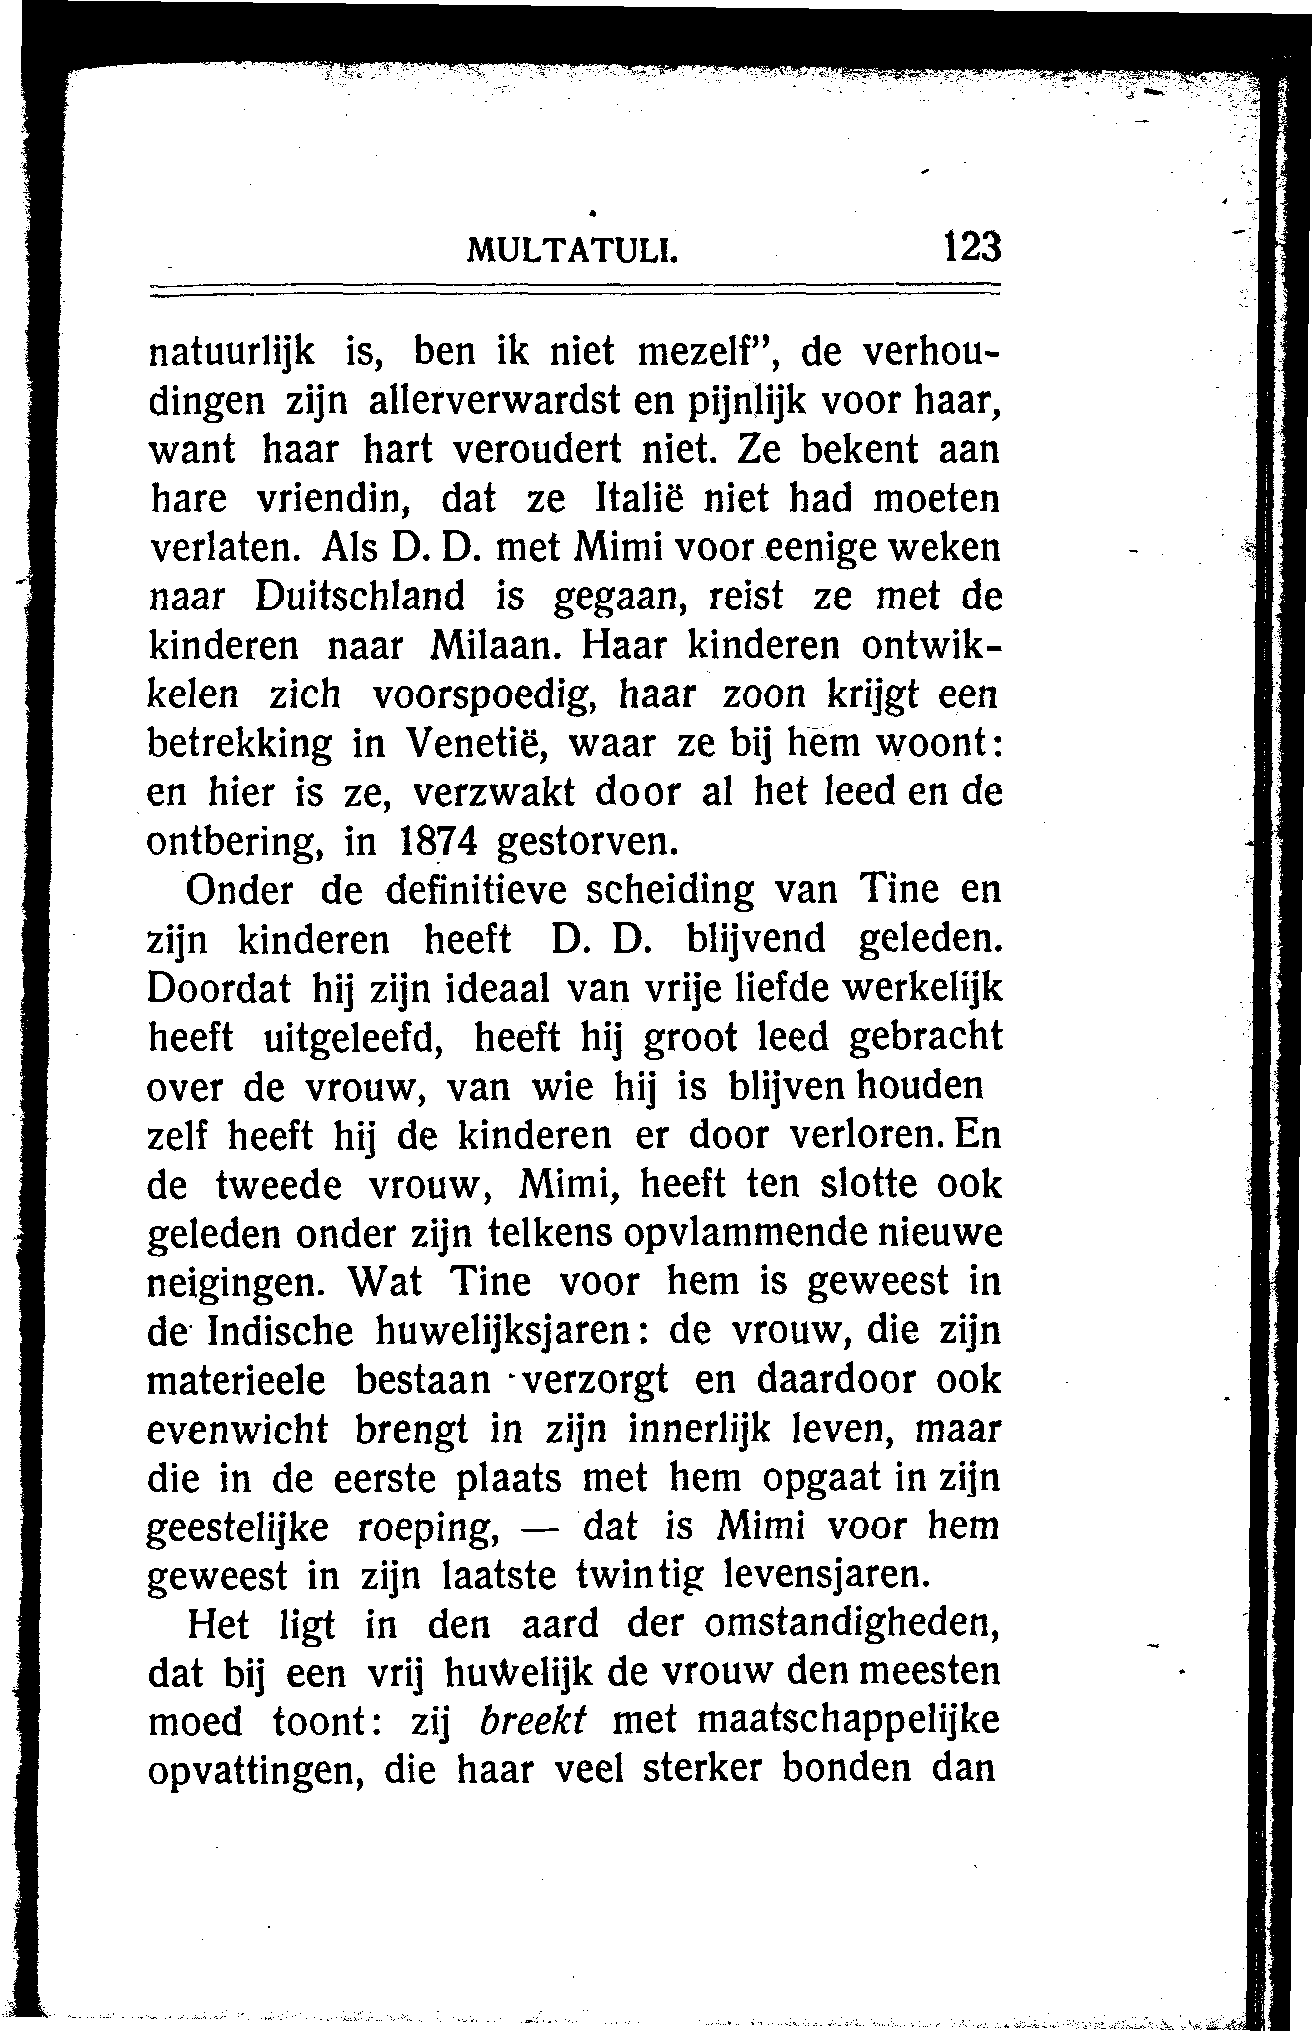 MULTATULI. 123
natuurlijk is, ben ik niet mezelf”, de verhou-
dingen zijn allerverwardst en pijnlijk voor haar,
want haar hart veroudert niet. Ze bekent aan
hare vriendin, dat ze Italië niet had moeten
verlaten. Als D. D. met Mimi voor eenige weken
naar Duitschland is gegaan, reist ze met de
kinderen naar Milaan. Haar kinderen ontwik-
kelen zich voorspoedig, haar zoon krijgt een
betrekking in Venetië, waar ze bij hem woont:
en hier is ze, verzwakt door al het leed en de
ontbering, in 1874 gestorven.
Onder de definitieve scheiding van Tine en
zijn kinderen heeft D. D. blijvend geleden.
Doordat hij zijn ideaal van vrije liefde werkelijk
heeft uitgeleefd, heeft hij groot leed gebracht
over de vrouw, van wie hij is blijven houden
zelf heeft hij de kinderen er door verloren. En
de tweede vrouw, Mimi, heeft ten slotte ook
geleden onder zijn telkens opvlammende nieuwe
neigingen. Wat Tine voor hem is geweest in
de Indische huwelijksjaren: de vrouw, die zijn
materieele bestaan verzorgt en daardoor ook
evenwicht brengt in zijn innerlijk leven, maar
die in de eerste plaats met hem opgaat in zijn
geestelijke roeping, — dat is Mimi voor hem
geweest in zijn laatste twintig levensjaren.
Het ligt in den aard der omstandigheden,
dat bij een vrij huwelijk de vrouw den meesten
moed toont: zij breekt met maatschappelijke
opvattingen, die haar veel sterker bonden dan